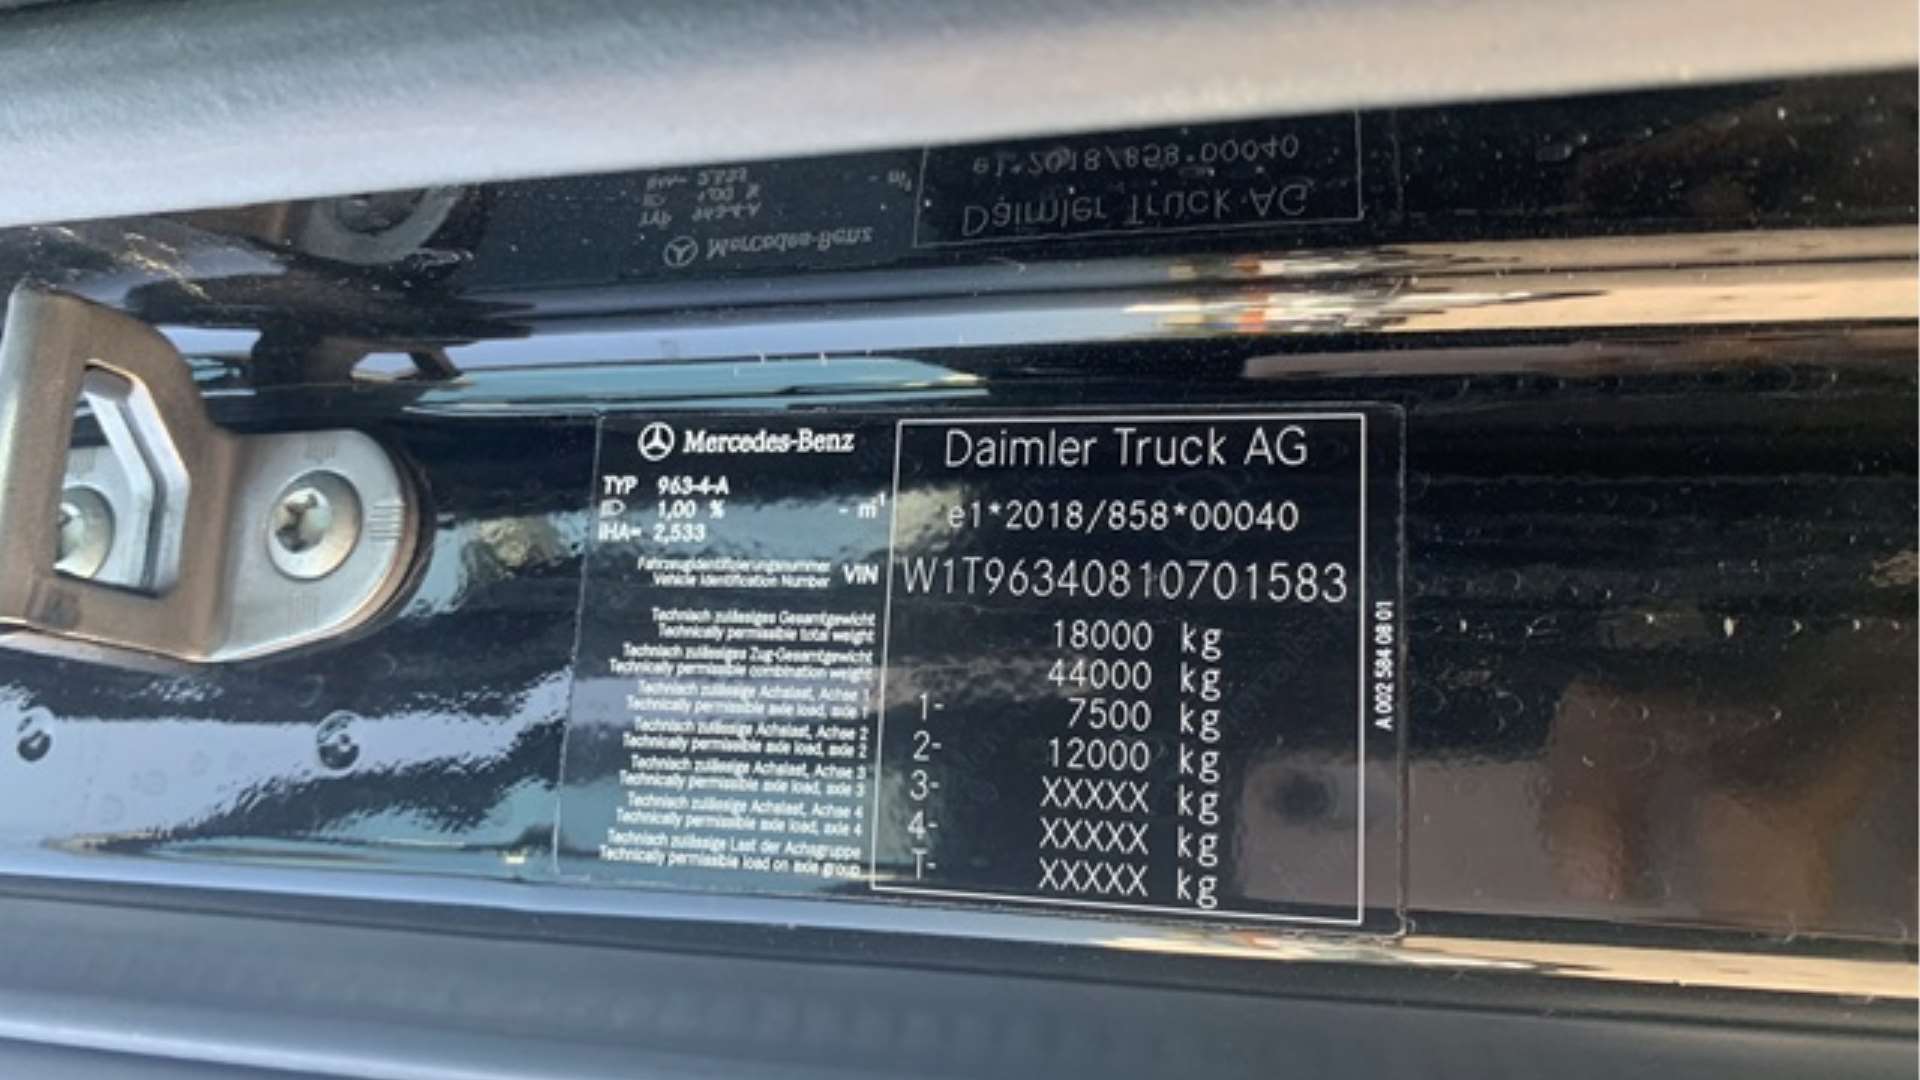 Mercedes-Benz
TYP 963-4-A
1,00 % - m¹
IHA= 2,533
Daimler Truck AG
e1*2018/858*00040
Fahrzeugidentifizierungsnummer
Vehicle Identification Number
VIN W1T96340810701583
Technisch zulässiges Gesamtgewicht
Technically permissible total weight
18000 kg
Technisch zulässiges Zug-Gesamtgewicht
Technically permissible combination weight
44000 kg
Technisch zulässige Achslast, Achse 1
Technically permissible axle load, axle 1
1- 7500 kg
Technisch zulässige Achslast, Achse 2
Technically permissible axle load, axle 2
2- 12000 kg
Technisch zulässige Achslast, Achse 3
Technically permissible axle load, axle 3
3- XXXXX kg
Technisch zulässige Achslast, Achse 4
Technically permissible axle load, axle 4
4- XXXXX kg
Technisch zulässige Last der Achsgruppe
Technically permissible load on axle group
T- XXXXX kg
A 002 584 08 01